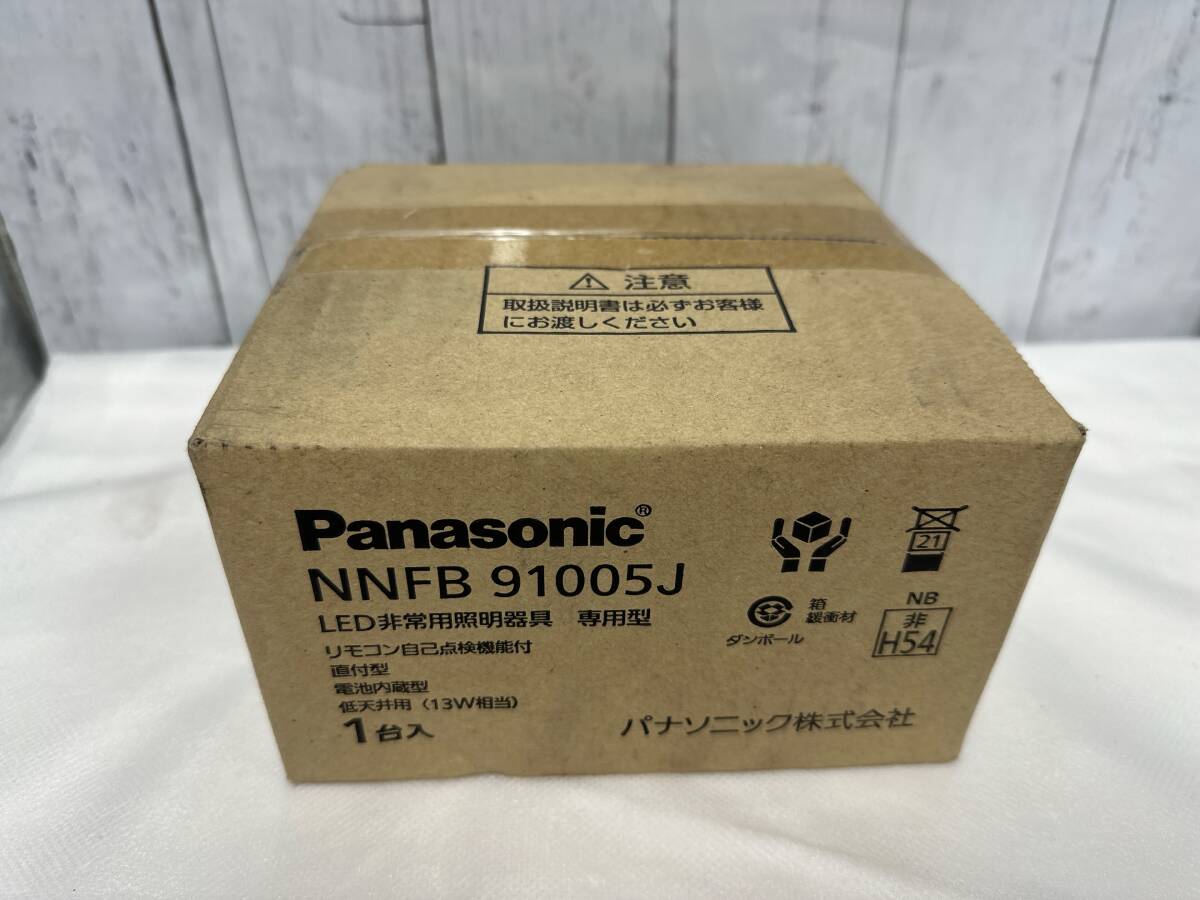 ⚠ 注意
取扱説明書は必ずお客様
にお渡しください
Panasonic®
NNFB 91005J
LED非常用照明器具 専用型
リモコン自己点検機能付
直付型
電池内蔵型
低天井用（13W相当）
1台入
21
箱
緩衝材
ダンボール
NB
非
H54
パナソニック株式会社